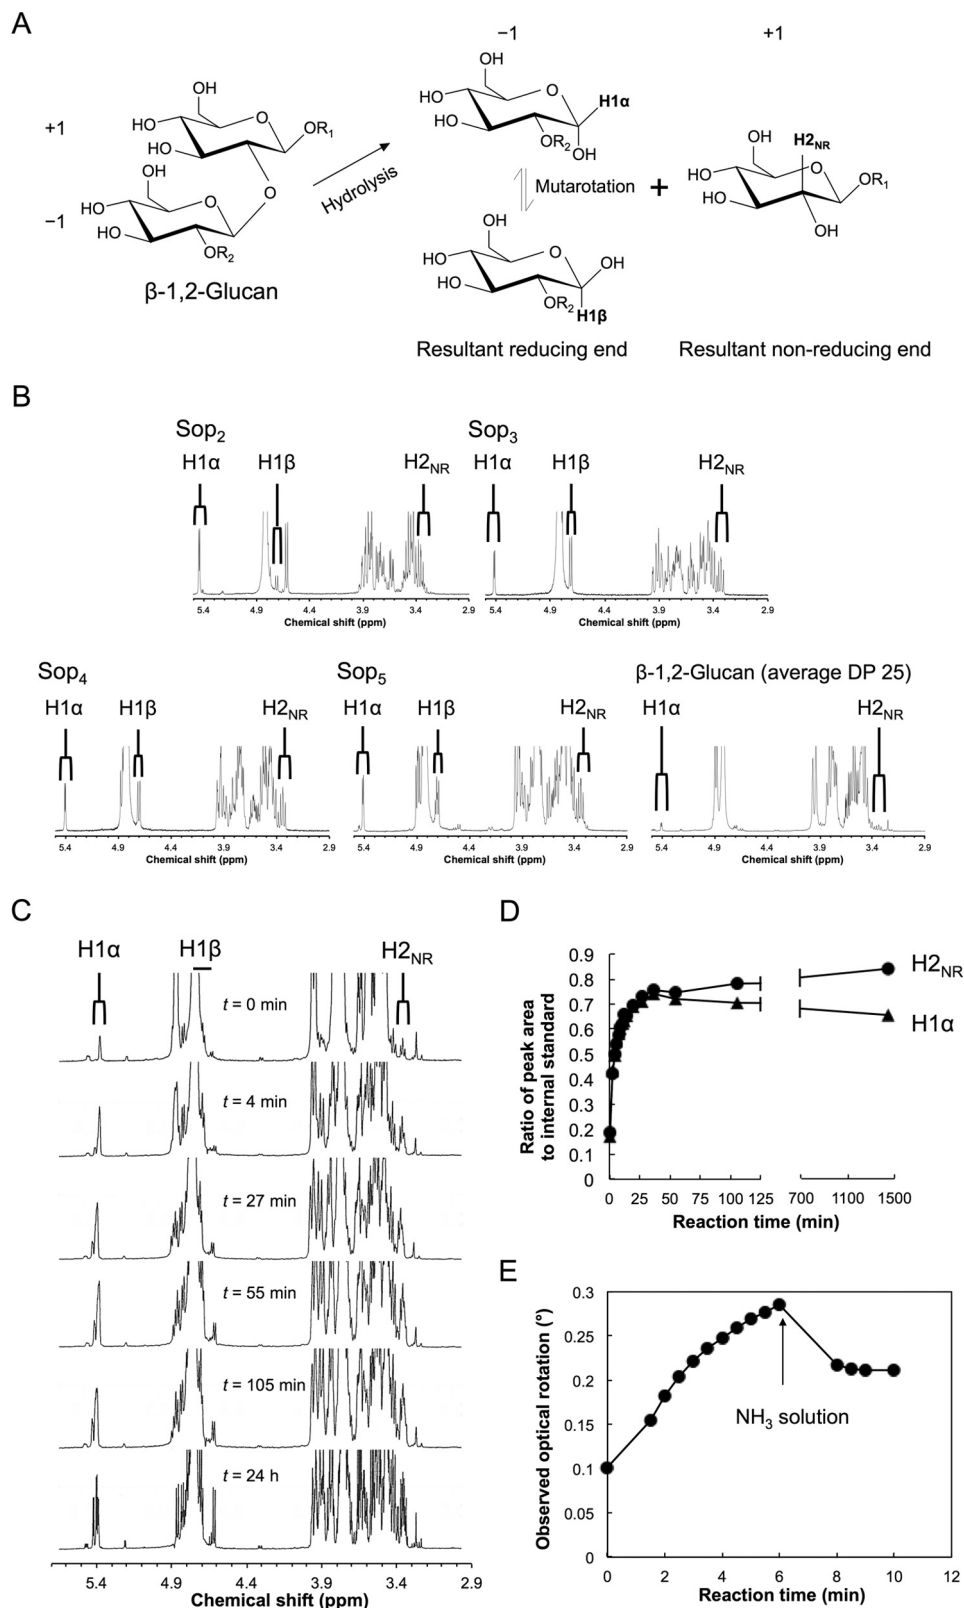 A
−1
+1
OH
HO
O
H1α
HO
OR₂
OH
OH
HO
O
OR₁
HO
O
+1
OH
HO
O
HO
OR₂
−1
β-1,2-Glucan
Hydrolysis
Mutarotation
+
OH
H2NR
HO
O
O
R₁
HO
OH
OH
HO
O
OH
HO
OR₂
H1β
Resultant reducing end
Resultant non-reducing end
B
Sop₂
H1α H1β H2NR
5.4 4.9 4.4 3.9 3.4 2.9
Chemical shift (ppm)
Sop₃
H1α H1β H2NR
5.4 4.9 4.4 3.9 3.4 2.9
Chemical shift (ppm)
Sop₄
H1α H1β H2NR
5.4 4.9 4.4 3.9 3.4 2.9
Chemical shift (ppm)
Sop₅
H1α H1β H2NR
5.4 4.9 4.4 3.9 3.4 2.9
Chemical shift (ppm)
β-1,2-Glucan (average DP 25)
H1α H2NR
5.4 4.9 4.4 3.9 3.4 2.9
Chemical shift (ppm)
C
H1α H1β H2NR
t = 0 min
t = 4 min
t = 27 min
t = 55 min
t = 105 min
t = 24 h
5.4 4.9 4.4 3.9 3.4 2.9
Chemical shift (ppm)
D
Ratio of peak area
to internal standard
0.9
0.8
0.7
0.6
0.5
0.4
0.3
0.2
0.1
0
H2NR
H1α
0 25 50 75 100 125 700 1100 1500
Reaction time (min)
E
Observed optical rotation (°)
0.3
0.25
0.2
0.15
0.1
0.05
0
NH₃ solution
0 2 4 6 8 10 12
Reaction time (min)